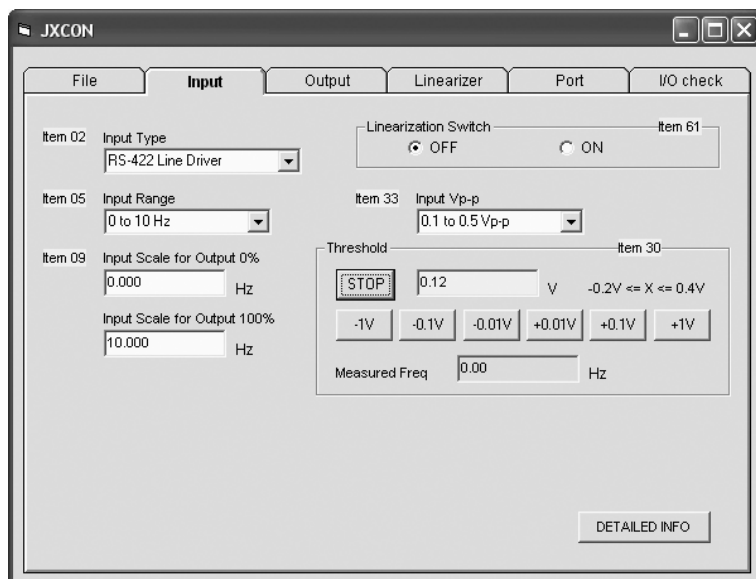 JXCON
File
Input
Output
Linearizer
Port
I/O check
Item 02
Input Type
RS-422 Line Driver
Linearization Switch
Item 61
OFF
ON
Item 05
Input Range
0 to 10 Hz
Item 33
Input Vp-p
0.1 to 0.5 Vp-p
Item 09
Input Scale for Output 0%
0.000
Hz
Input Scale for Output 100%
10.000
Hz
Threshold
Item 30
STOP
0.12
V
-0.2V <= X <= 0.4V
-1V
-0.1V
-0.01V
+0.01V
+0.1V
+1V
Measured Freq
0.00
Hz
DETAILED INFO